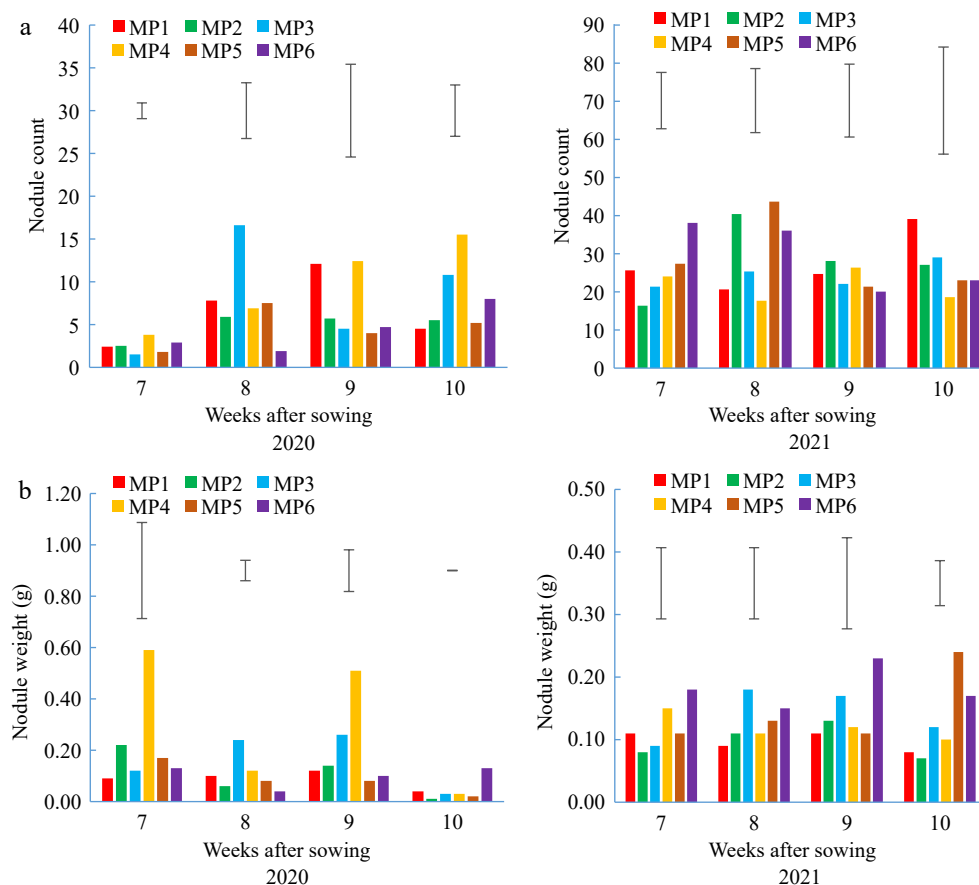 a
MP1 MP2 MP3
MP4 MP5 MP6
40
35
30
25
20
15
10
5
0
Nodule count
7 8 9 10
Weeks after sowing
2020
MP1 MP2 MP3
MP4 MP5 MP6
90
80
70
60
50
40
30
20
10
0
Nodule count
7 8 9 10
Weeks after sowing
2021
b
MP1 MP2 MP3
MP4 MP5 MP6
1.20
1.00
0.80
0.60
0.40
0.20
0.00
Nodule weight (g)
7 8 9 10
Weeks after sowing
2020
MP1 MP2 MP3
MP4 MP5 MP6
0.50
0.40
0.30
0.20
0.10
0.00
Nodule weight (g)
7 8 9 10
Weeks after sowing
2021